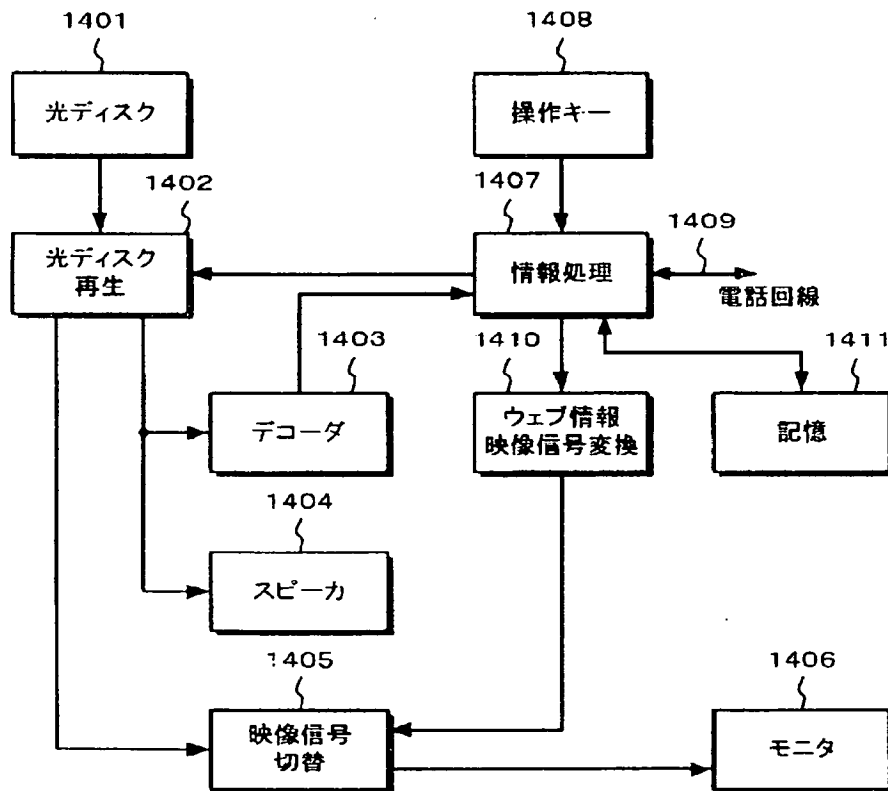 1401
1408
光ディスク
操作キー
1402
1407
1409
光ディスク
再生
情報処理
電話回線
1403
1410
1411
デコーダ
ウェブ情報
映像信号変換
記憶
1404
スピーカ
1405
1406
映像信号
切替
モニタ